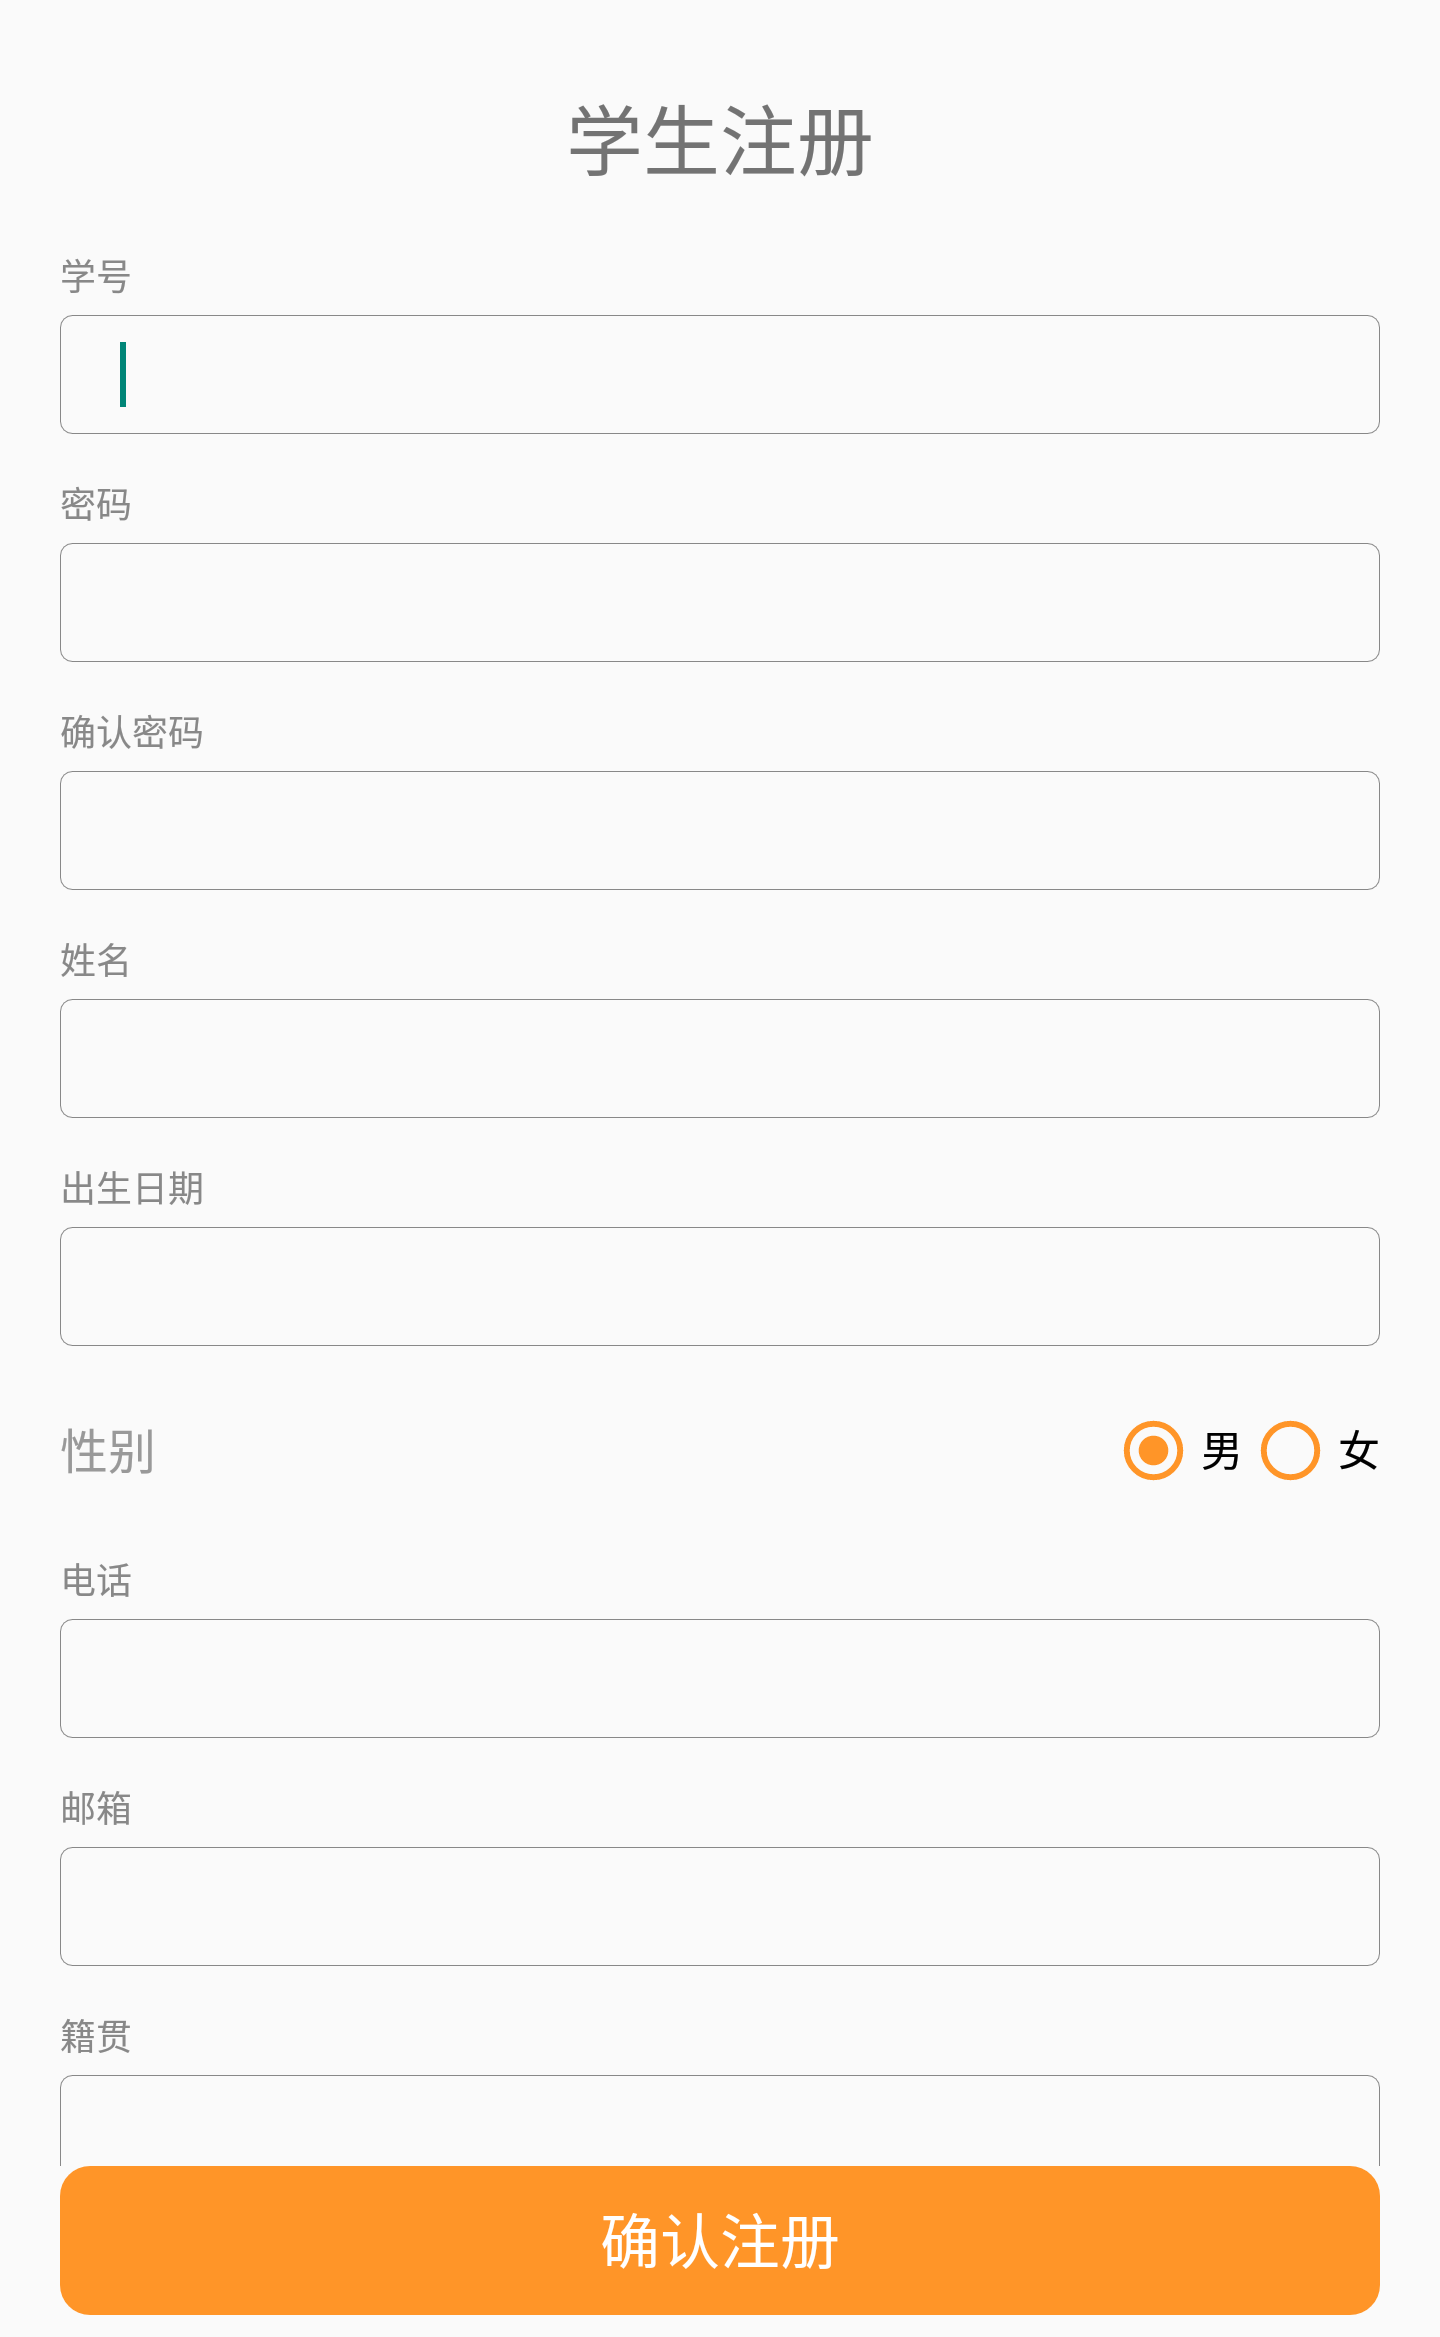 学生注册
学号
密码
确认密码
姓名
出生日期
性别 男 女
电话
邮箱
籍贯
确认注册